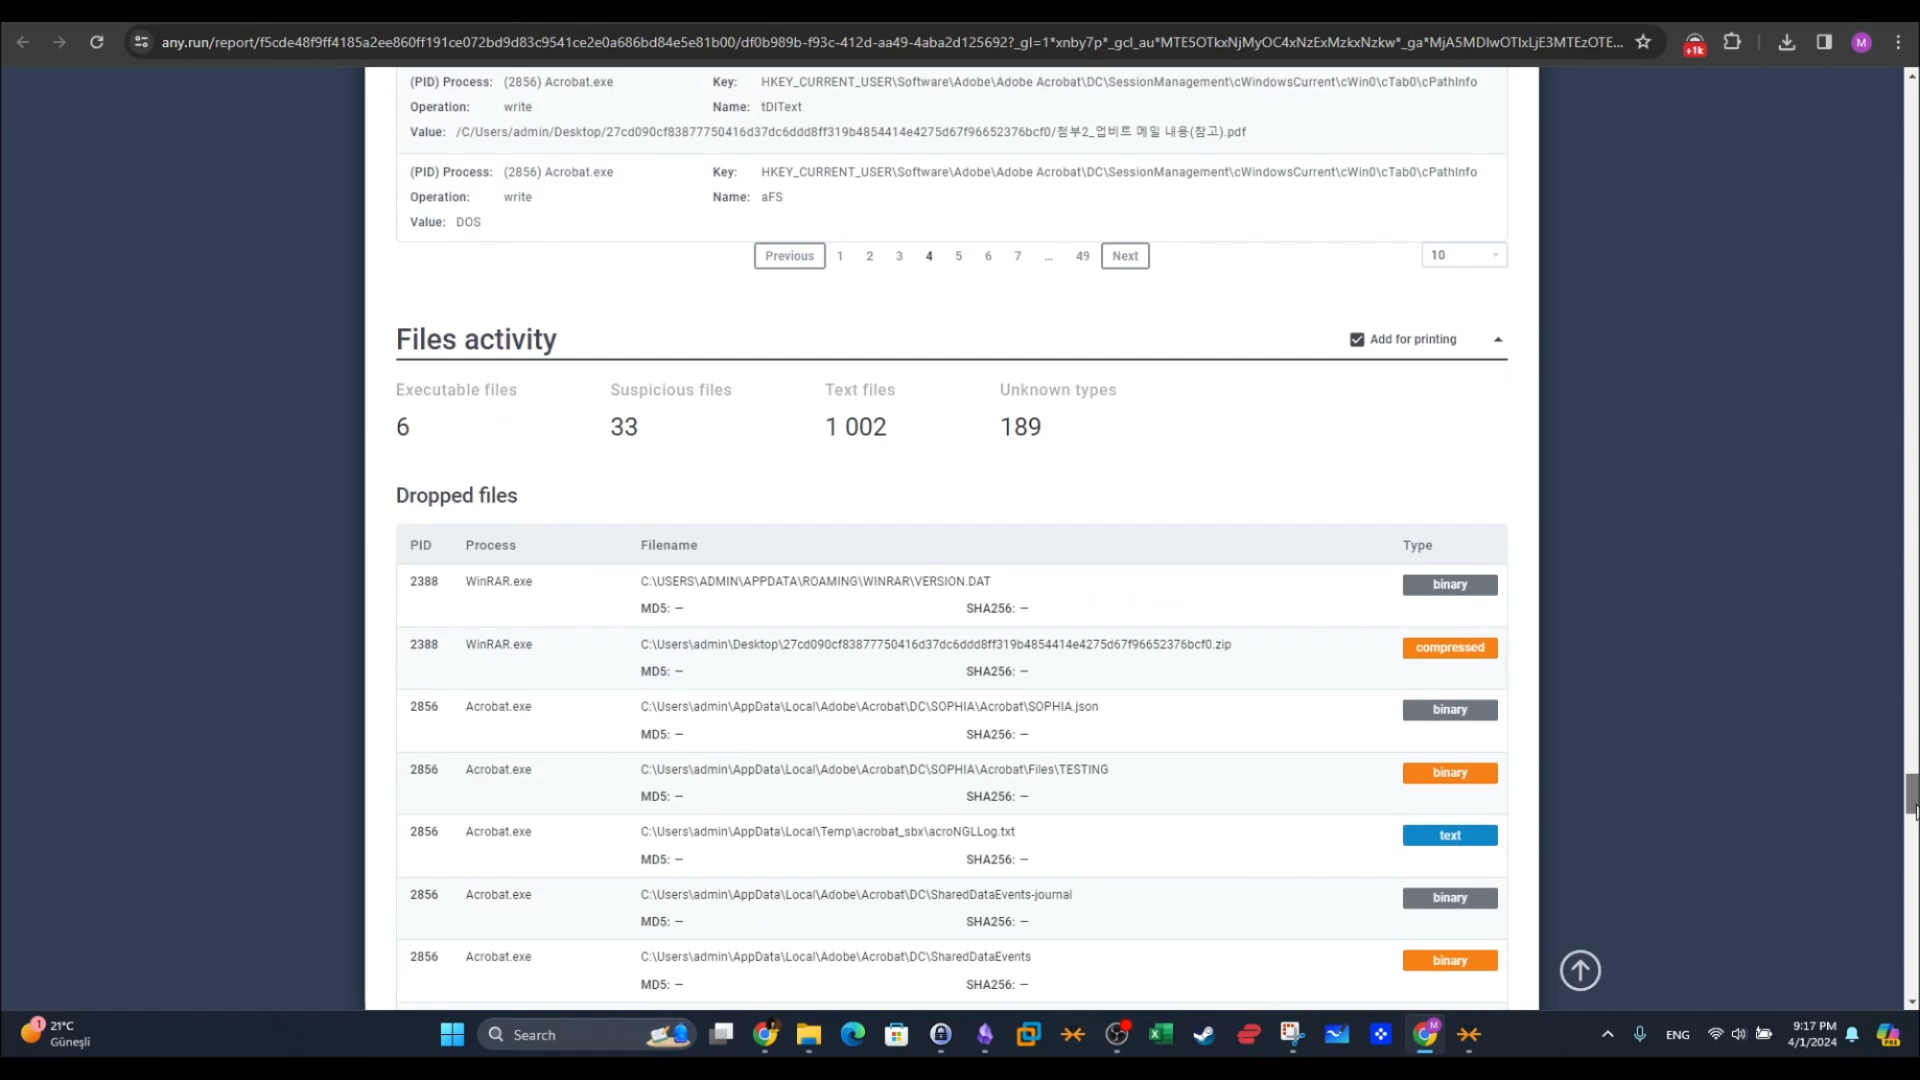 any.run/report/f5cde48f9ff4185a2ee860ff191ce072bd9d83c9541ce2e0a686bd84e5e81b00/df0b989b-f93c-412d-aa49-4aba2d125692?_gl=1*xnby7p*_gcl_au*MTE5OTkxNjMyOC4xNzExMzkxNzkw*_ga*MjA5MDIwOTIxLjE3MTEzOTE...
+1k
M
(PID) Process: (2856) Acrobat.exe Key: HKEY_CURRENT_USER\Software\Adobe\Adobe Acrobat\DC\SessionManagement\cWindowsCurrent\cWin0\cTab0\cPathInfo
Operation: write Name: tDIText
Value: /C/Users/admin/Desktop/27cd090cf83877750416d37dc6ddd8ff319b4854414e4275d67f96652376bcf0/첨부2_업비트 메일 내용(참고).pdf
(PID) Process: (2856) Acrobat.exe Key: HKEY_CURRENT_USER\Software\Adobe\Adobe Acrobat\DC\SessionManagement\cWindowsCurrent\cWin0\cTab0\cPathInfo
Operation: write Name: aFS
Value: DOS
Previous 1 2 3 4 5 6 7 ... 49 Next 10
Files activity Add for printing
Executable files Suspicious files Text files Unknown types
6 33 1 002 189
Dropped files
PID Process Filename Type
2388 WinRAR.exe C:\USERS\ADMIN\APPDATA\ROAMING\WINRAR\VERSION.DAT binary
MD5: – SHA256: –
2388 WinRAR.exe C:\Users\admin\Desktop\27cd090cf83877750416d37dc6ddd8ff319b4854414e4275d67f96652376bcf0.zip compressed
MD5: – SHA256: –
2856 Acrobat.exe C:\Users\admin\AppData\Local\Adobe\Acrobat\DC\SOPHIA\Acrobat\SOPHIA.json binary
MD5: – SHA256: –
2856 Acrobat.exe C:\Users\admin\AppData\Local\Adobe\Acrobat\DC\SOPHIA\Acrobat\Files\TESTING binary
MD5: – SHA256: –
2856 Acrobat.exe C:\Users\admin\AppData\Local\Temp\acrobat_sbx\acroNGLLog.txt text
MD5: – SHA256: –
2856 Acrobat.exe C:\Users\admin\AppData\Local\Adobe\Acrobat\DC\SharedDataEvents-journal binary
MD5: – SHA256: –
2856 Acrobat.exe C:\Users\admin\AppData\Local\Adobe\Acrobat\DC\SharedDataEvents binary
MD5: – SHA256: –
1 21°C
Güneşli
Search
M
ENG
9:17 PM
4/1/2024
PRE